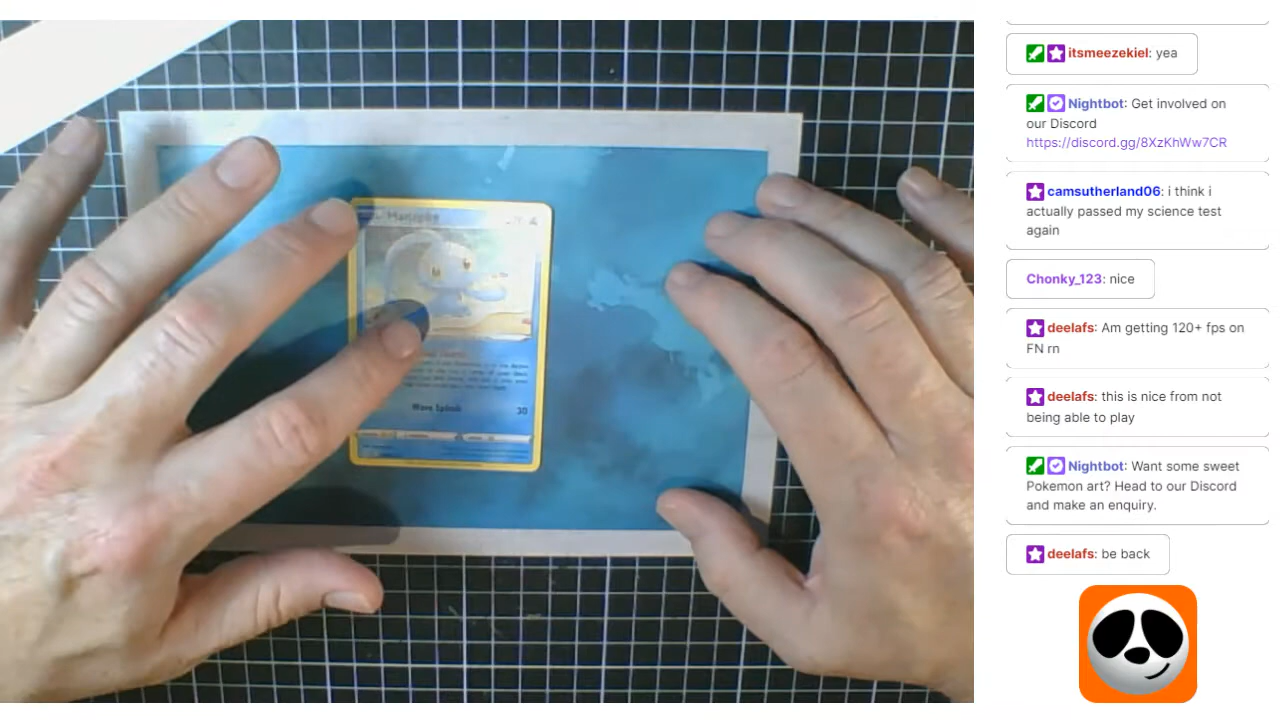 Manaphy
Wave Splash 30
itsmeezekiel: yea
Nightbot: Get involved on
our Discord
https://discord.gg/8XzKhWw7CR
camsutherland06: i think i
actually passed my science test
again
Chonky_123: nice
deelafs: Am getting 120+ fps on
FN rn
deelafs: this is nice from not
being able to play
Nightbot: Want some sweet
Pokemon art? Head to our Discord
and make an enquiry.
deelafs: be back